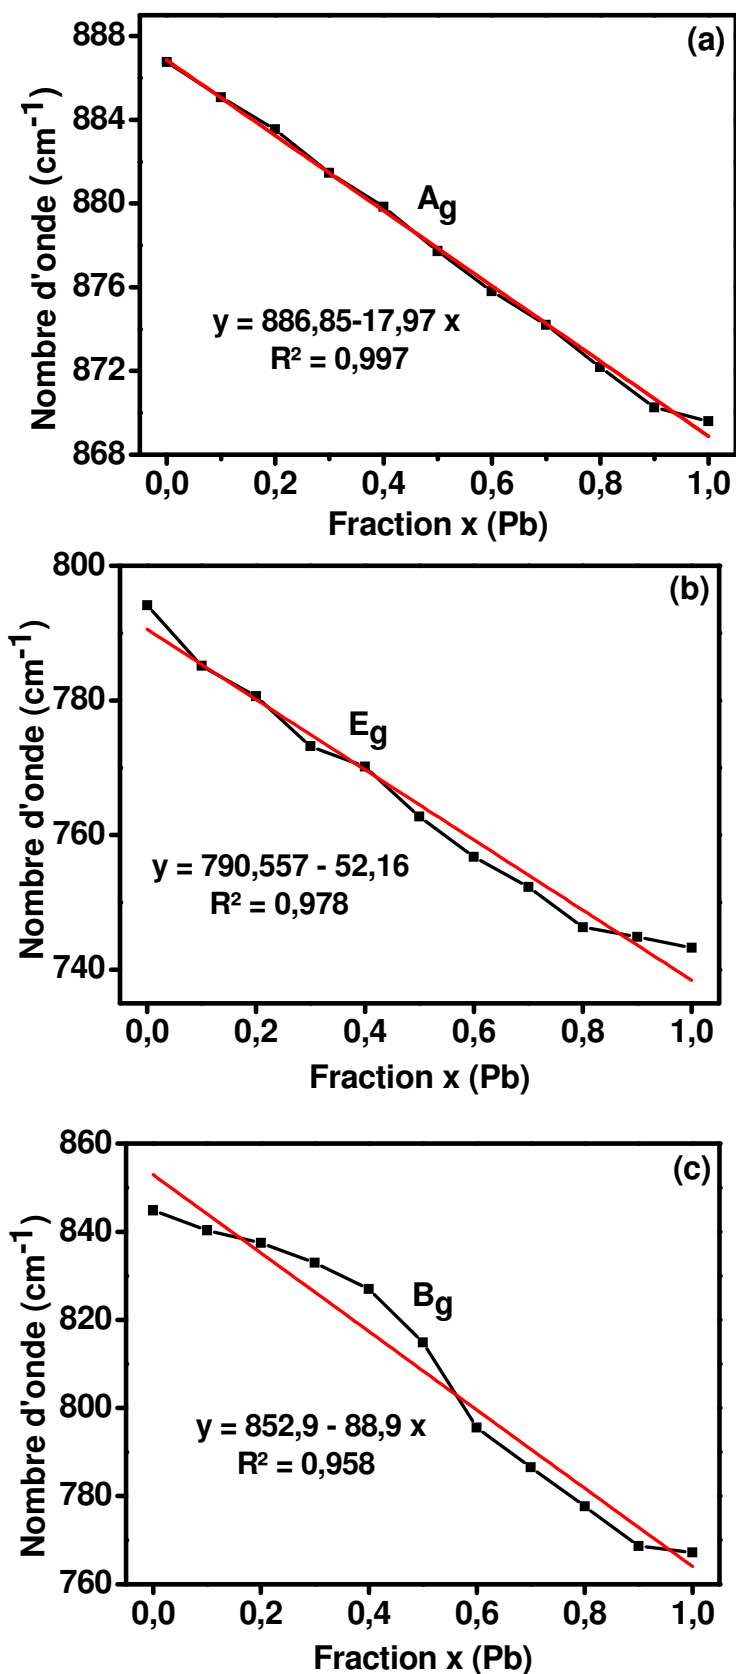 (a)
888
884
880
876
872
868
Nombre d'onde (cm-1)
Ag
y = 886,85-17,97 x
R² = 0,997
0,0 0,2 0,4 0,6 0,8 1,0
Fraction x (Pb)
(b)
800
780
760
740
Nombre d'onde (cm-1)
Eg
y = 790,557 - 52,16
R² = 0,978
0,0 0,2 0,4 0,6 0,8 1,0
Fraction x (Pb)
(c)
860
840
820
800
780
760
Nombre d'onde (cm-1)
Bg
y = 852,9 - 88,9 x
R² = 0,958
0,0 0,2 0,4 0,6 0,8 1,0
Fraction x (Pb)